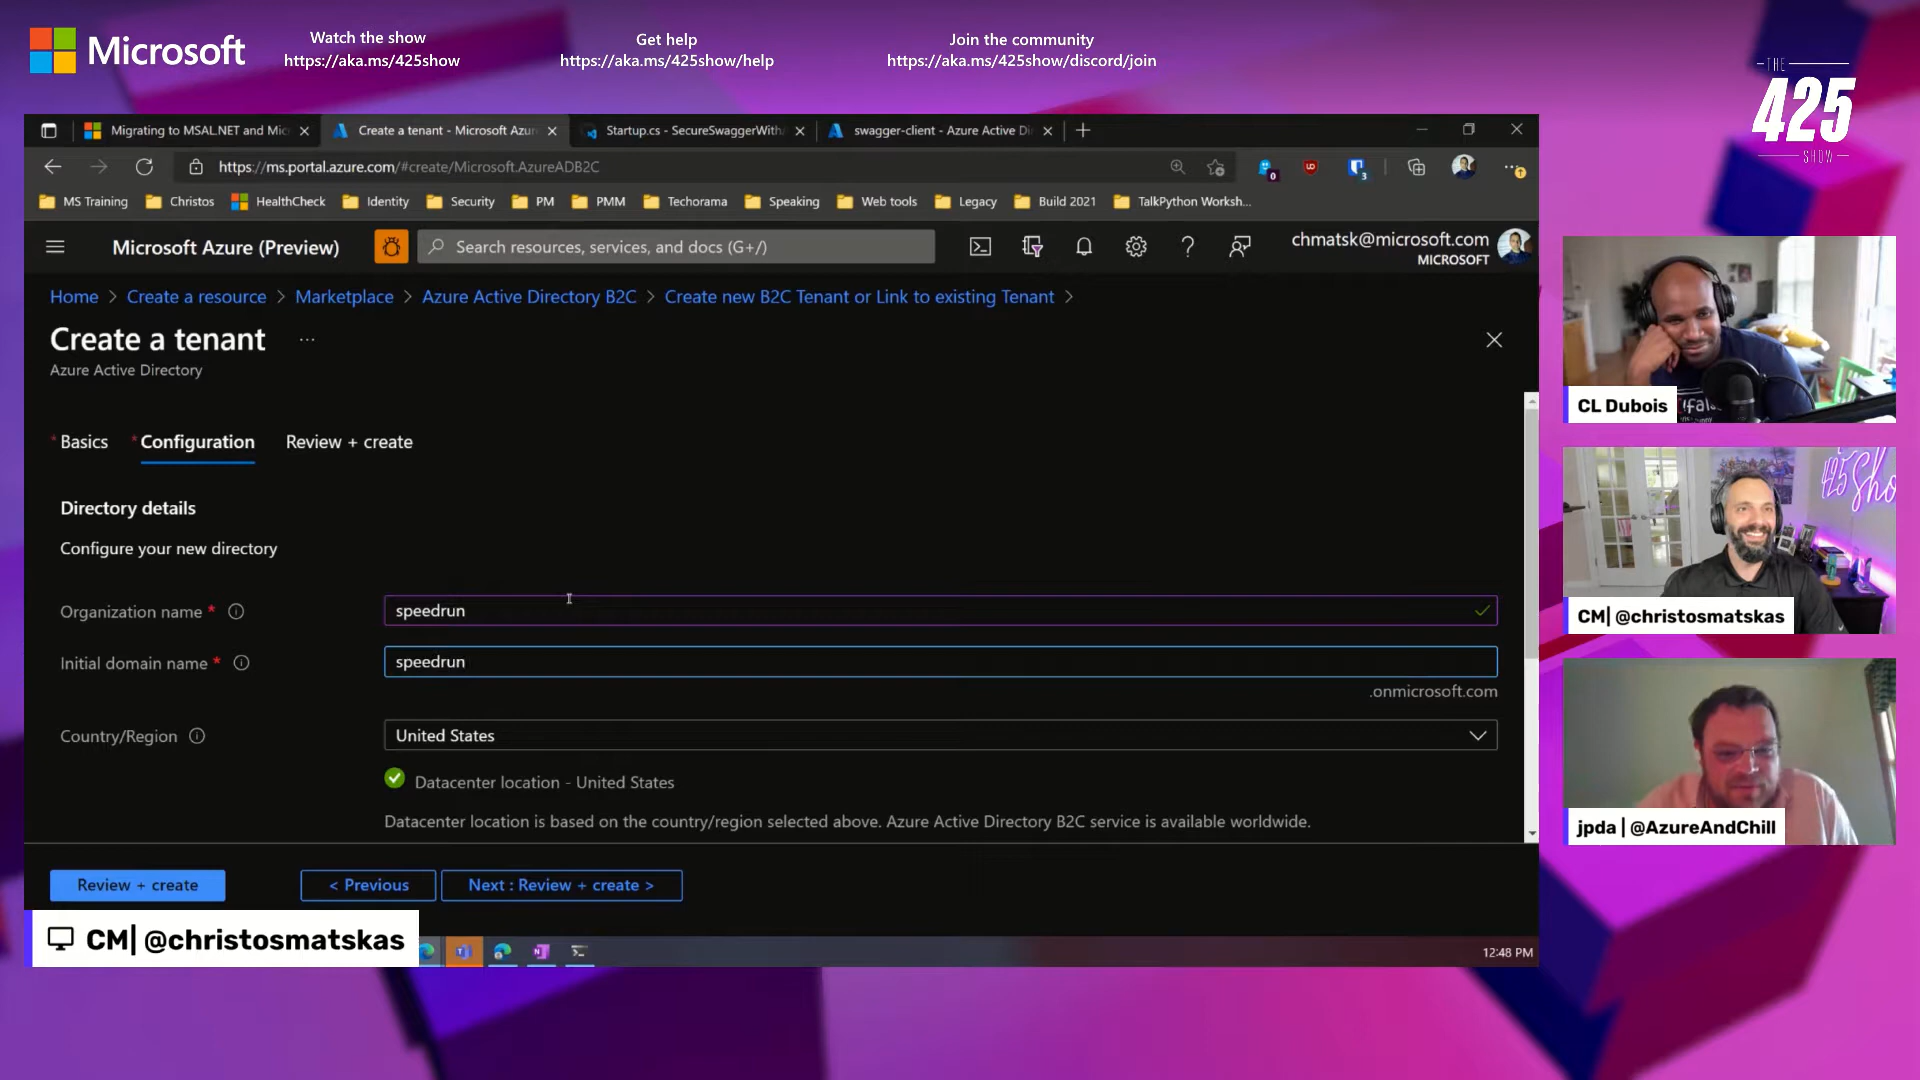 Microsoft
Watch the show
https://aka.ms/425show
Get help
https://aka.ms/425show/help
Join the community
https://aka.ms/425show/discord/join
THE
425
SHOW
Migrating to MSAL.NET and Mic
Create a tenant - Microsoft Azur
Startup.cs - SecureSwaggerWith
swagger-client - Azure Active Di
https://ms.portal.azure.com/#create/Microsoft.AzureADB2C
0
3
MS Training
Christos
HealthCheck
Identity
Security
PM
PMM
Techorama
Speaking
Web tools
Legacy
Build 2021
TalkPython Worksh...
Microsoft Azure (Preview)
Search resources, services, and docs (G+/)
chmatsk@microsoft.com
MICROSOFT
Home > Create a resource > Marketplace > Azure Active Directory B2C > Create new B2C Tenant or Link to existing Tenant >
Create a tenant ...
Azure Active Directory
* Basics * Configuration Review + create
Directory details
Configure your new directory
Organization name *
speedrun
Initial domain name *
speedrun
.onmicrosoft.com
Country/Region
United States
Datacenter location - United States
Datacenter location is based on the country/region selected above. Azure Active Directory B2C service is available worldwide.
Review + create
< Previous
Next : Review + create >
CM| @christosmatskas
12:48 PM
CL Dubois
425Sho
CM| @christosmatskas
jpda | @AzureAndChill